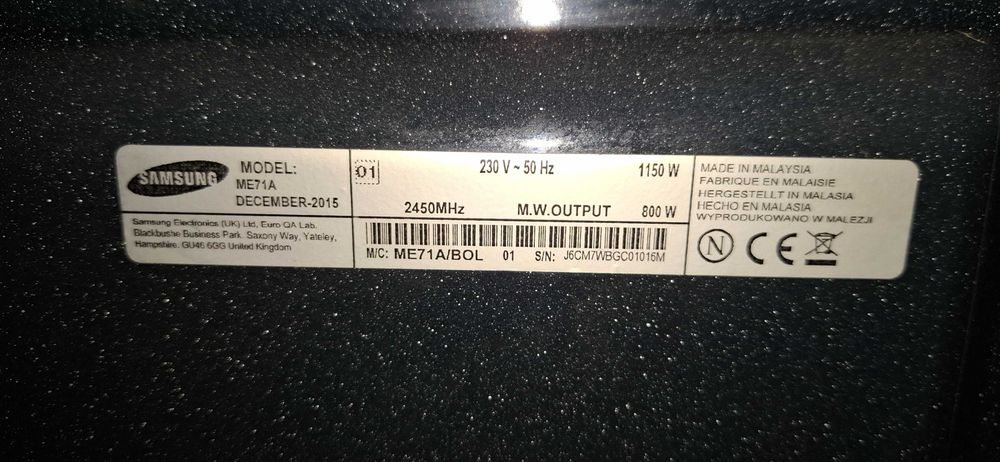 SAMSUNG
MODEL:
ME71A
DECEMBER-2015
Samsung Electronics (UK) Ltd, Euro QA Lab.
Blackbushe Business Park. Saxony Way, Yateley,
Hampshire. GU46 6GG United Kingdom
01
230 V ~ 50 Hz 1150 W
2450MHz M.W.OUTPUT 800 W
M/C: ME71A/BOL 01 S/N: J6CM7WBGC01016M
MADE IN MALAYSIA
FABRIQUE EN MALAISIE
HERGESTELLT IN MALASIA
HECHO EN MALASIA
WYPRODUKOWANO W MALEZJI
N CE